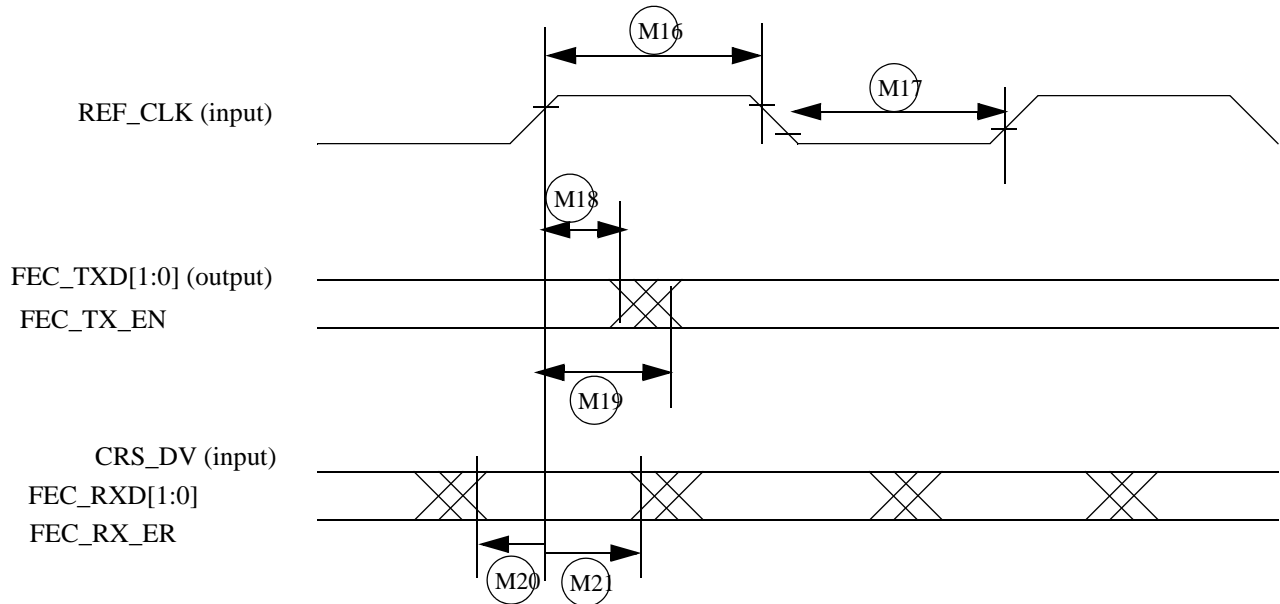 M16
M17
REF_CLK (input)
M18
FEC_TXD[1:0] (output)
FEC_TX_EN
M19
CRS_DV (input)
FEC_RXD[1:0]
FEC_RX_ER
M20
M21